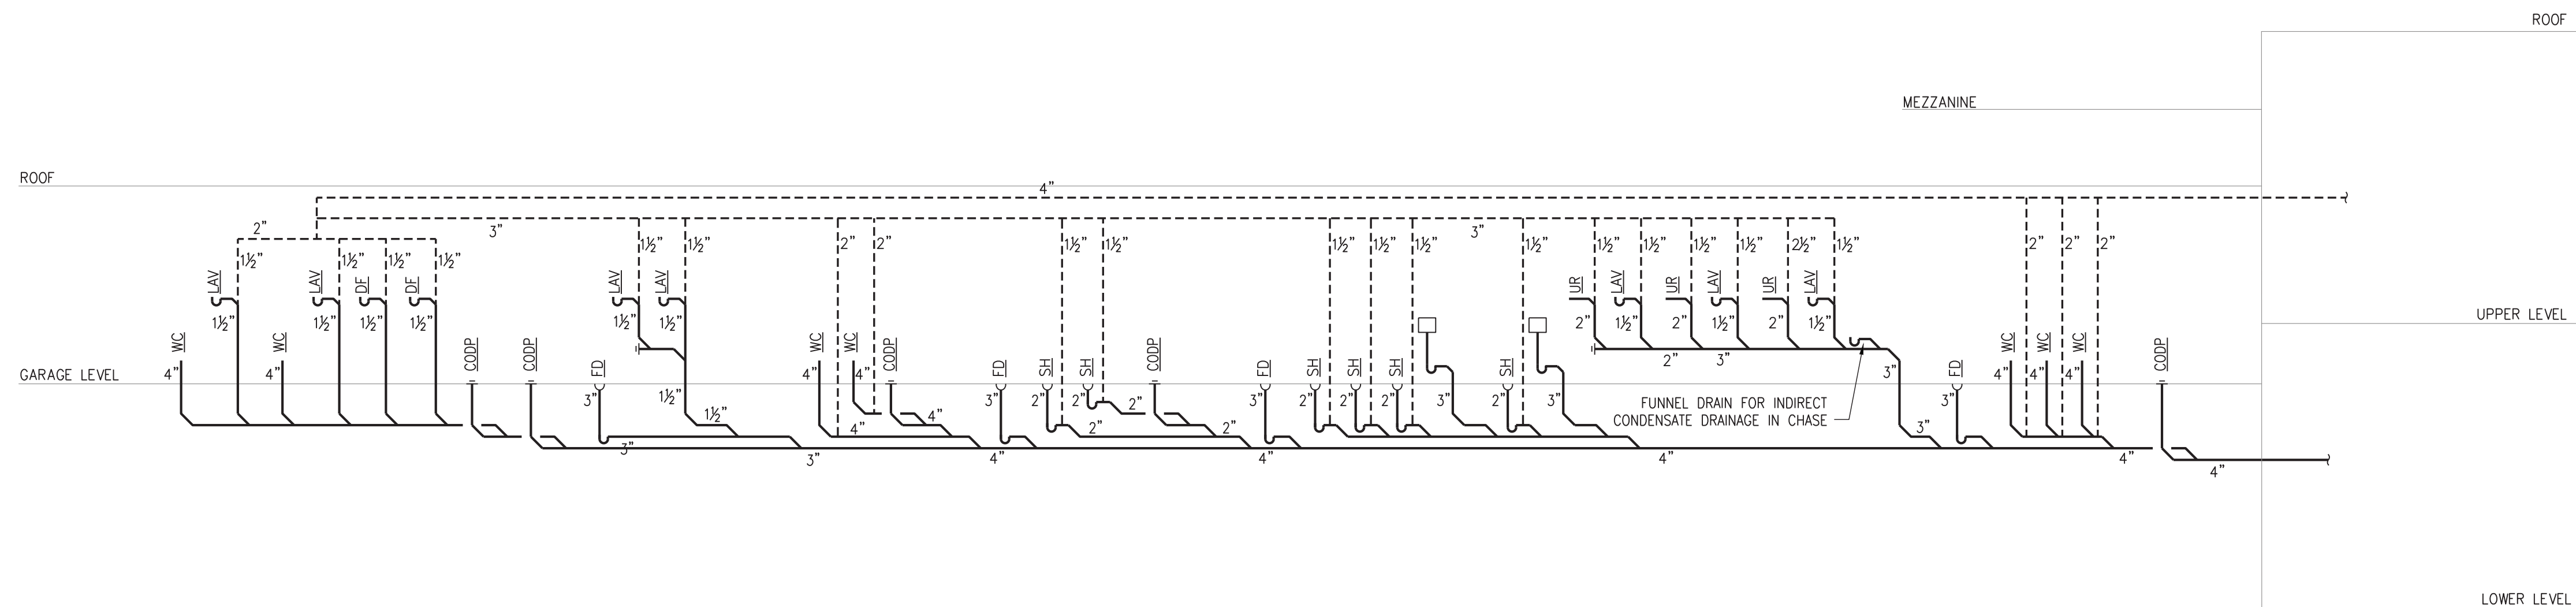 ROOF
MEZZANINE
ROOF
4"
2"
3"
3"
1½"
1½"
2"
2"
1½"
1½"
1½"
1½"
1½"
1½"
1½"
1½"
1½"
1½"
2½"
1½"
2"
2"
2"
1½"
1½"
1½"
1½"
LAV
LAV
DF
DF
LAV
LAV
UR
LAV
UR
LAV
UR
LAV
UPPER LEVEL
1½"
1½"
1½"
1½"
1½"
1½"
2"
1½"
2"
1½"
2"
1½"
WC
WC
CODP
CODP
FD
WC
WC
CODP
FD
SH
SH
CODP
FD
SH
SH
SH
SH
2"
3"
FD
WC
WC
WC
CODP
GARAGE LEVEL
4"
4"
4"
4"
3"
4"
4"
4"
3"
1½"
3"
2"
2"
2"
3"
2"
2"
2"
3"
2"
3"
FUNNEL DRAIN FOR INDIRECT
CONDENSATE DRAINAGE IN CHASE
3"
1½"
4"
4"
2"
2"
3"
3"
3"
4"
4"
4"
4"
4"
LOWER LEVEL